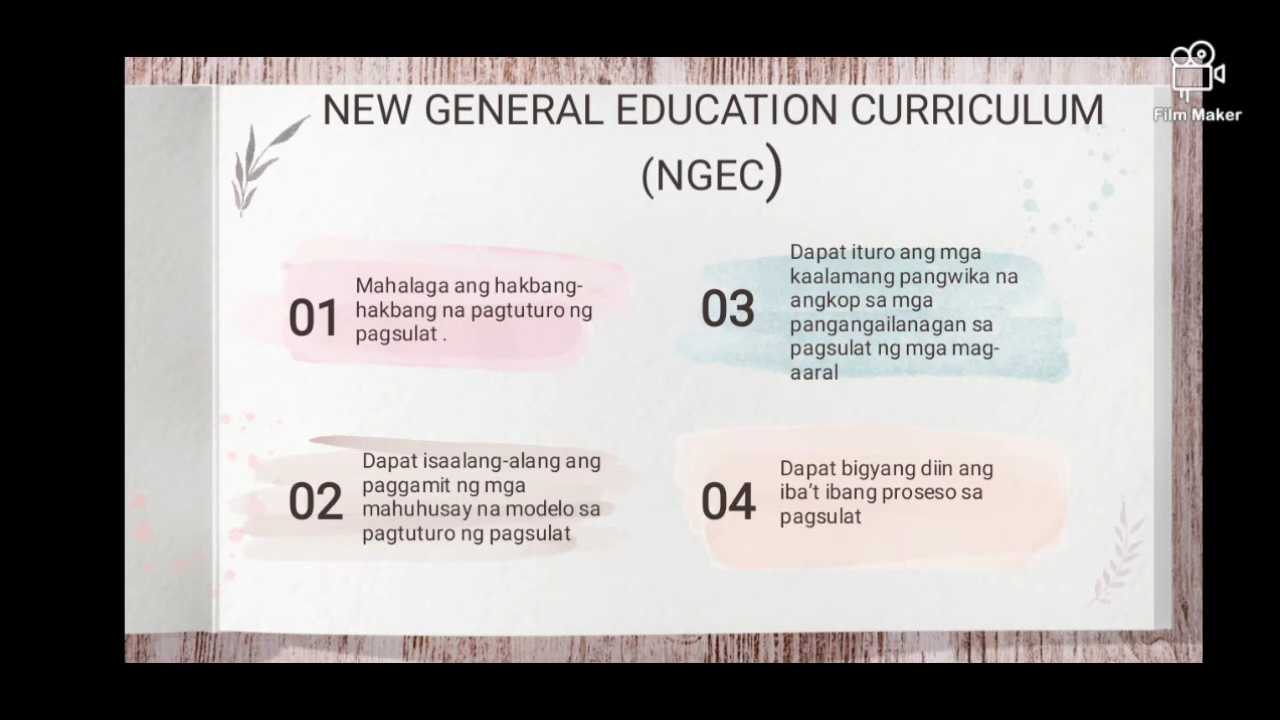 Film Maker
NEW GENERAL EDUCATION CURRICULUM
(NGEC)
01
Mahalaga ang hakbang-
hakbang na pagtuturo ng
pagsulat .
02
Dapat isaalang-alang ang
paggamit ng mga
mahuhusay na modelo sa
pagtuturo ng pagsulat
03
Dapat ituro ang mga
kaalamang pangwika na
angkop sa mga
pangangailanagan sa
pagsulat ng mga mag-
aaral
04
Dapat bigyang diin ang
iba’t ibang proseso sa
pagsulat